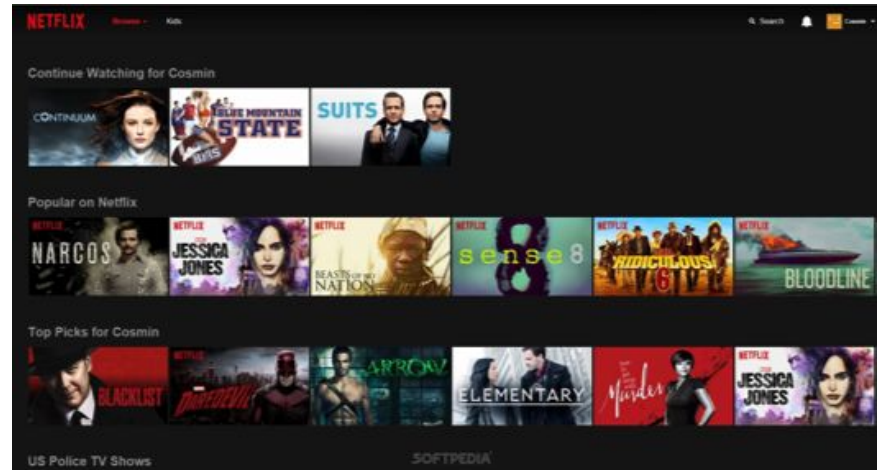 NETFLIX Browse Kids Search Cosmin
Continue Watching for Cosmin
CONTINUUM
BLUE MOUNTAIN
STATE
SUITS
Popular on Netflix
NETFLIX
NARCOS
NETFLIX
JESSICA
JONES
NETFLIX
BEASTS OF NO
NATION
NETFLIX
sense8
NETFLIX
RIDICULOUS
6
NETFLIX
BLOODLINE
Top Picks for Cosmin
BLACKLIST
NETFLIX
DAREDEVIL
ARROW
ELEMENTARY
Murder
NETFLIX
JESSICA
JONES
US Police TV Shows
SOFTPEDIA